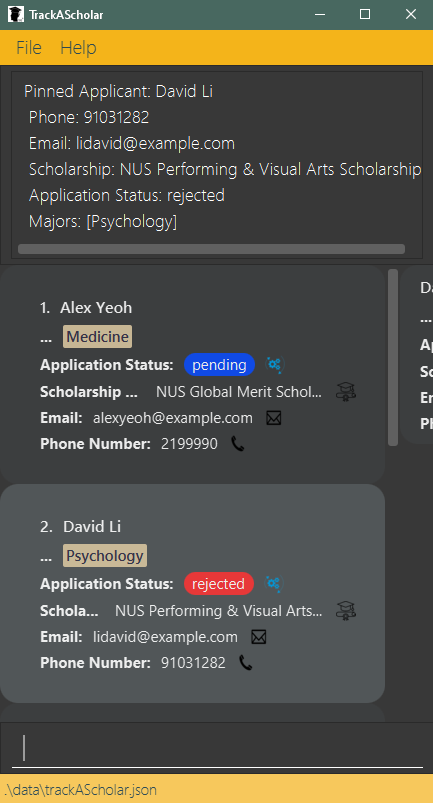 TrackAScholar
File Help
Pinned Applicant: David Li
Phone: 91031282
Email: lidavid@example.com
Scholarship: NUS Performing & Visual Arts Scholarship
Application Status: rejected
Majors: [Psychology]
1. Alex Yeoh
... Medicine
Application Status: pending
Scholarship ... NUS Global Merit Schol...
Email: alexyeoh@example.com
Phone Number: 2199990
Da
...
Ap
Sc
En
Ph
2. David Li
... Psychology
Application Status: rejected
Schola... NUS Performing & Visual Arts...
Email: lidavid@example.com
Phone Number: 91031282
.\data\trackAScholar.json